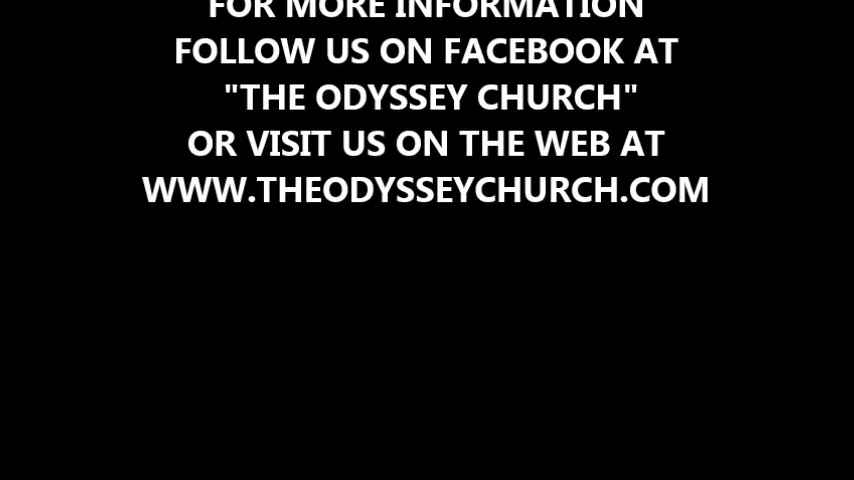 FOR MORE INFORMATION
FOLLOW US ON FACEBOOK AT
"THE ODYSSEY CHURCH"
OR VISIT US ON THE WEB AT
WWW.THEODYSSEYCHURCH.COM